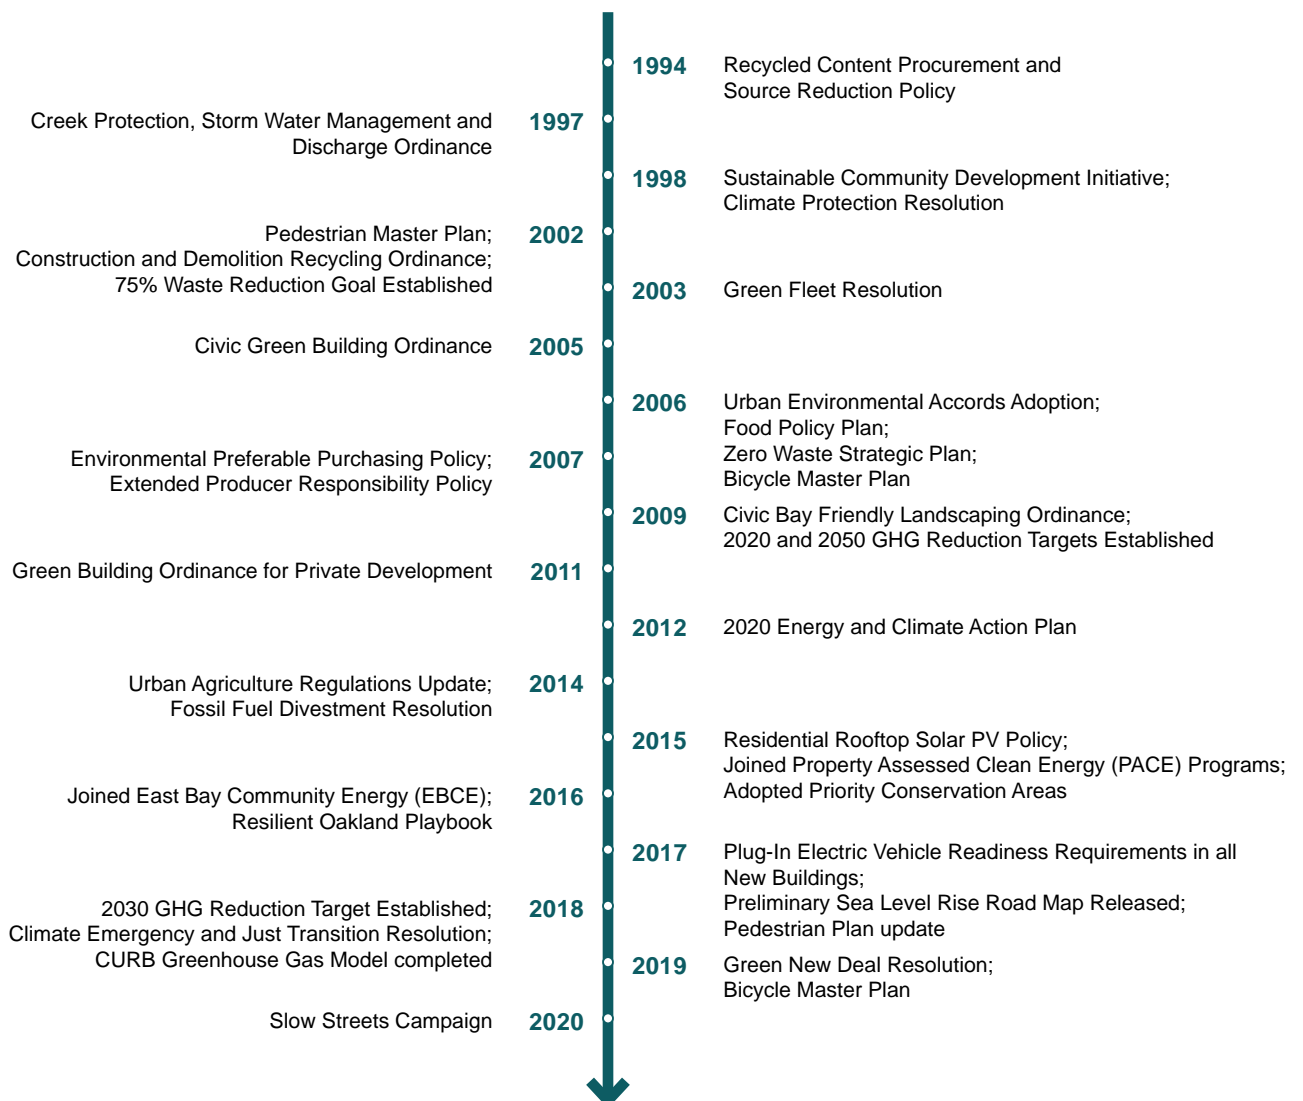 1994
Recycled Content Procurement and
Source Reduction Policy
1997
Creek Protection, Storm Water Management and
Discharge Ordinance
1998
Sustainable Community Development Initiative;
Climate Protection Resolution
2002
Pedestrian Master Plan;
Construction and Demolition Recycling Ordinance;
75% Waste Reduction Goal Established
2003
Green Fleet Resolution
2005
Civic Green Building Ordinance
2006
Urban Environmental Accords Adoption;
Food Policy Plan;
Zero Waste Strategic Plan;
Bicycle Master Plan
2007
Environmental Preferable Purchasing Policy;
Extended Producer Responsibility Policy
2009
Civic Bay Friendly Landscaping Ordinance;
2020 and 2050 GHG Reduction Targets Established
2011
Green Building Ordinance for Private Development
2012
2020 Energy and Climate Action Plan
2014
Urban Agriculture Regulations Update;
Fossil Fuel Divestment Resolution
2015
Residential Rooftop Solar PV Policy;
Joined Property Assessed Clean Energy (PACE) Programs;
Adopted Priority Conservation Areas
2016
Joined East Bay Community Energy (EBCE);
Resilient Oakland Playbook
2017
Plug-In Electric Vehicle Readiness Requirements in all
New Buildings;
Preliminary Sea Level Rise Road Map Released;
Pedestrian Plan update
2018
2030 GHG Reduction Target Established;
Climate Emergency and Just Transition Resolution;
CURB Greenhouse Gas Model completed
2019
Green New Deal Resolution;
Bicycle Master Plan
2020
Slow Streets Campaign